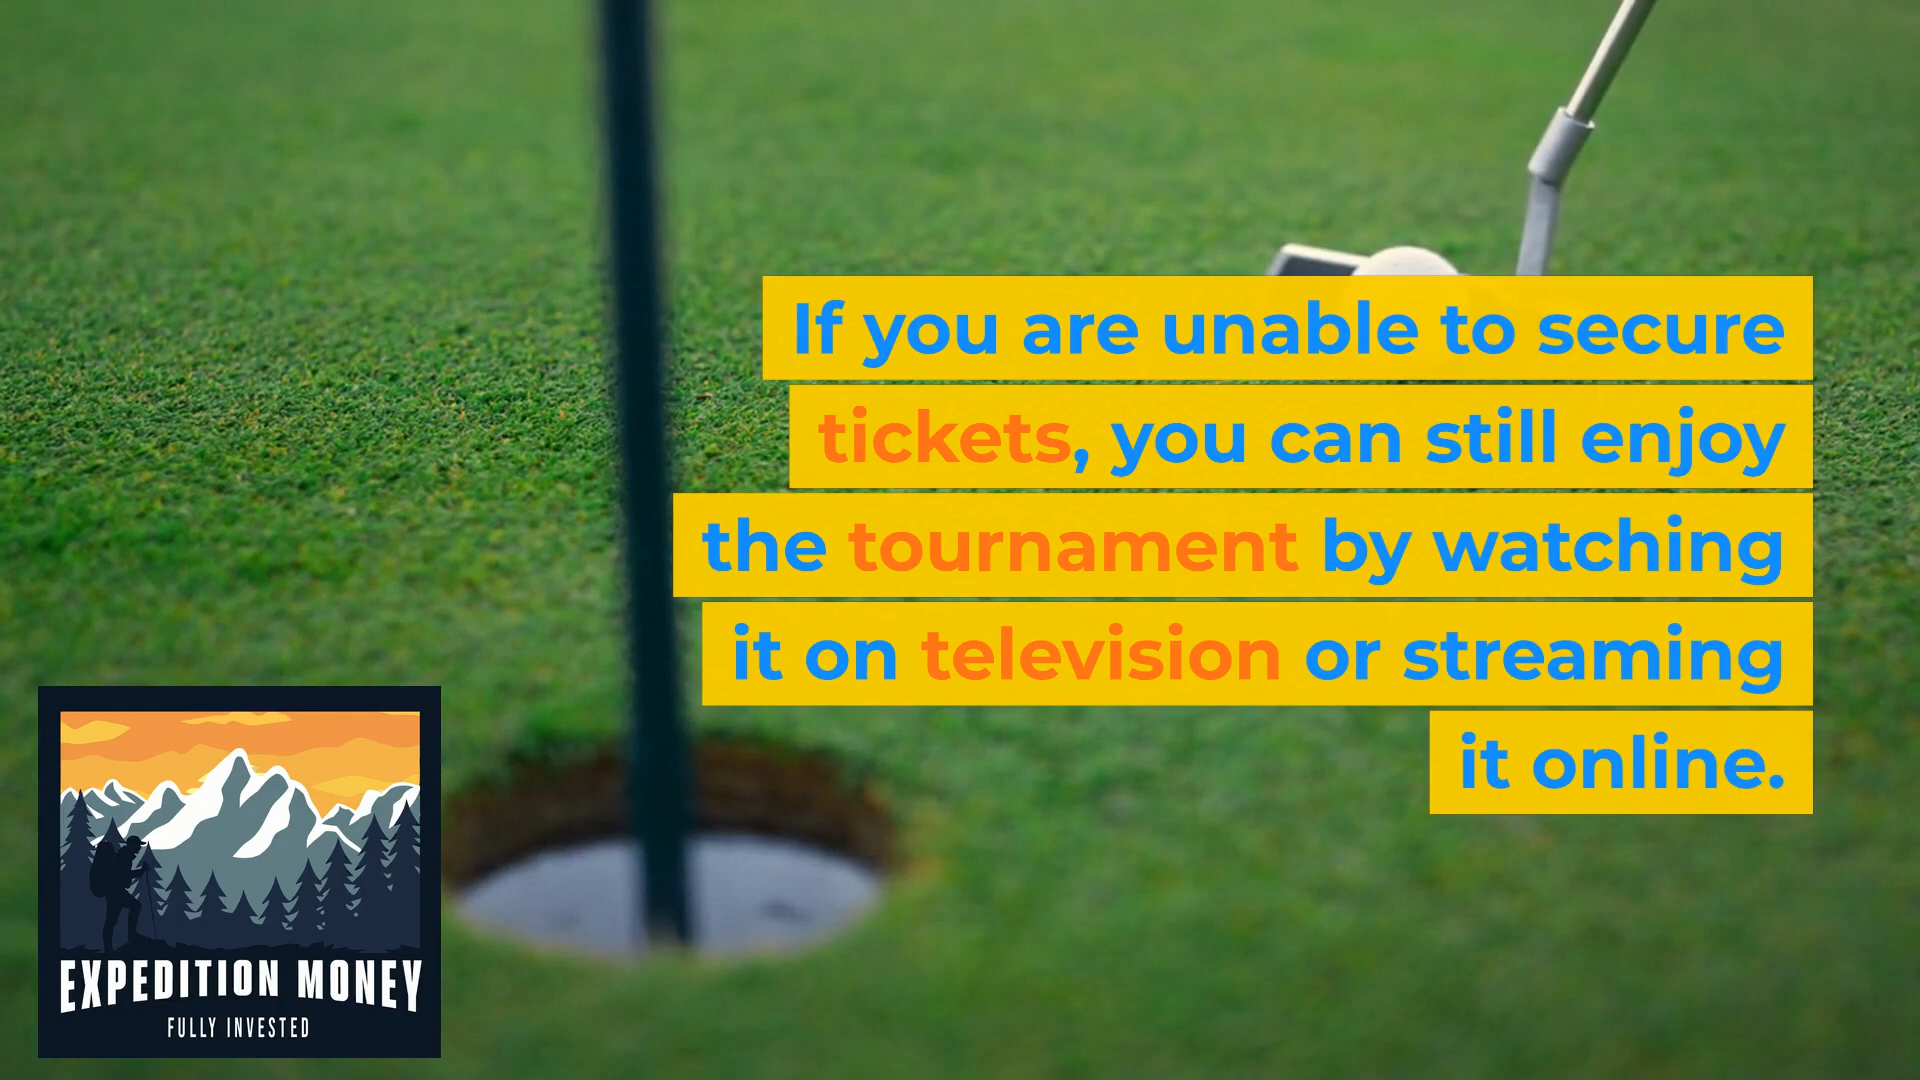 If you are unable to secure
tickets, you can still enjoy
the tournament by watching
it on television or streaming
it online.
EXPEDITION MONEY
FULLY INVESTED